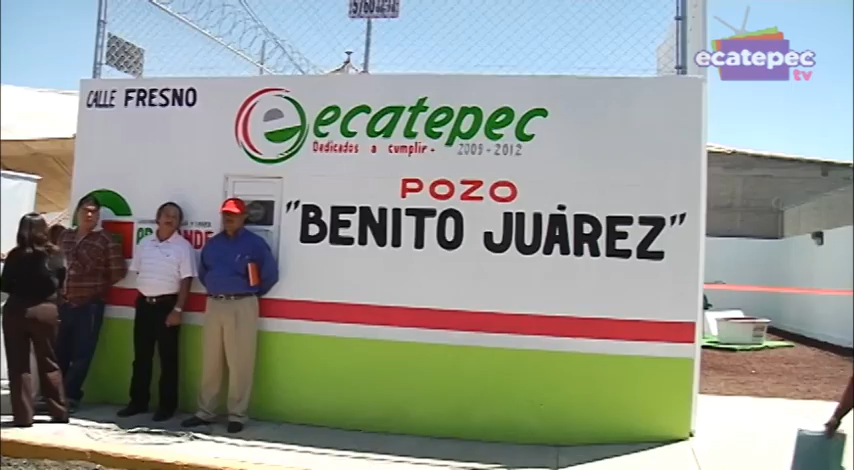 ecatepec
tv
CALLE FRESNO
ecatepec
Dedicados a cumplir- 2009-2012
POZO
"BENITO JUÁREZ"